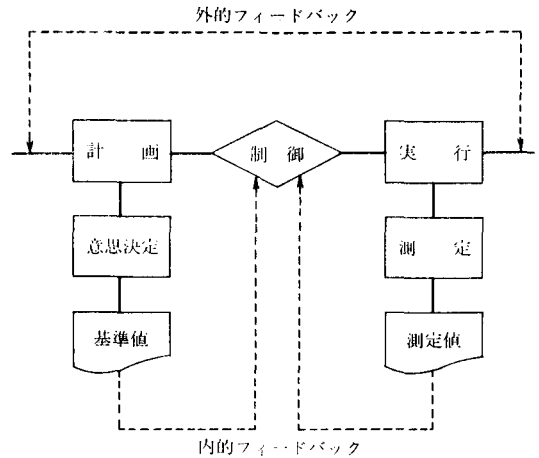 外的フィードバック
計画
制御
実行
意思決定
測定
基準値
測定値
内的フィードバック